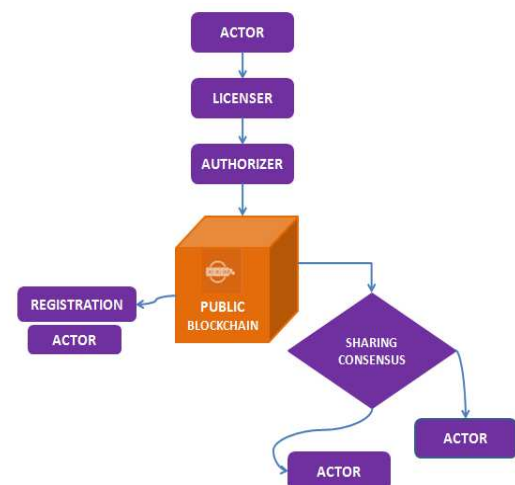 ACTOR
LICENSER
AUTHORIZER
PUBLIC
BLOCKCHAIN
REGISTRATION
ACTOR
SHARING
CONSENSUS
ACTOR
ACTOR